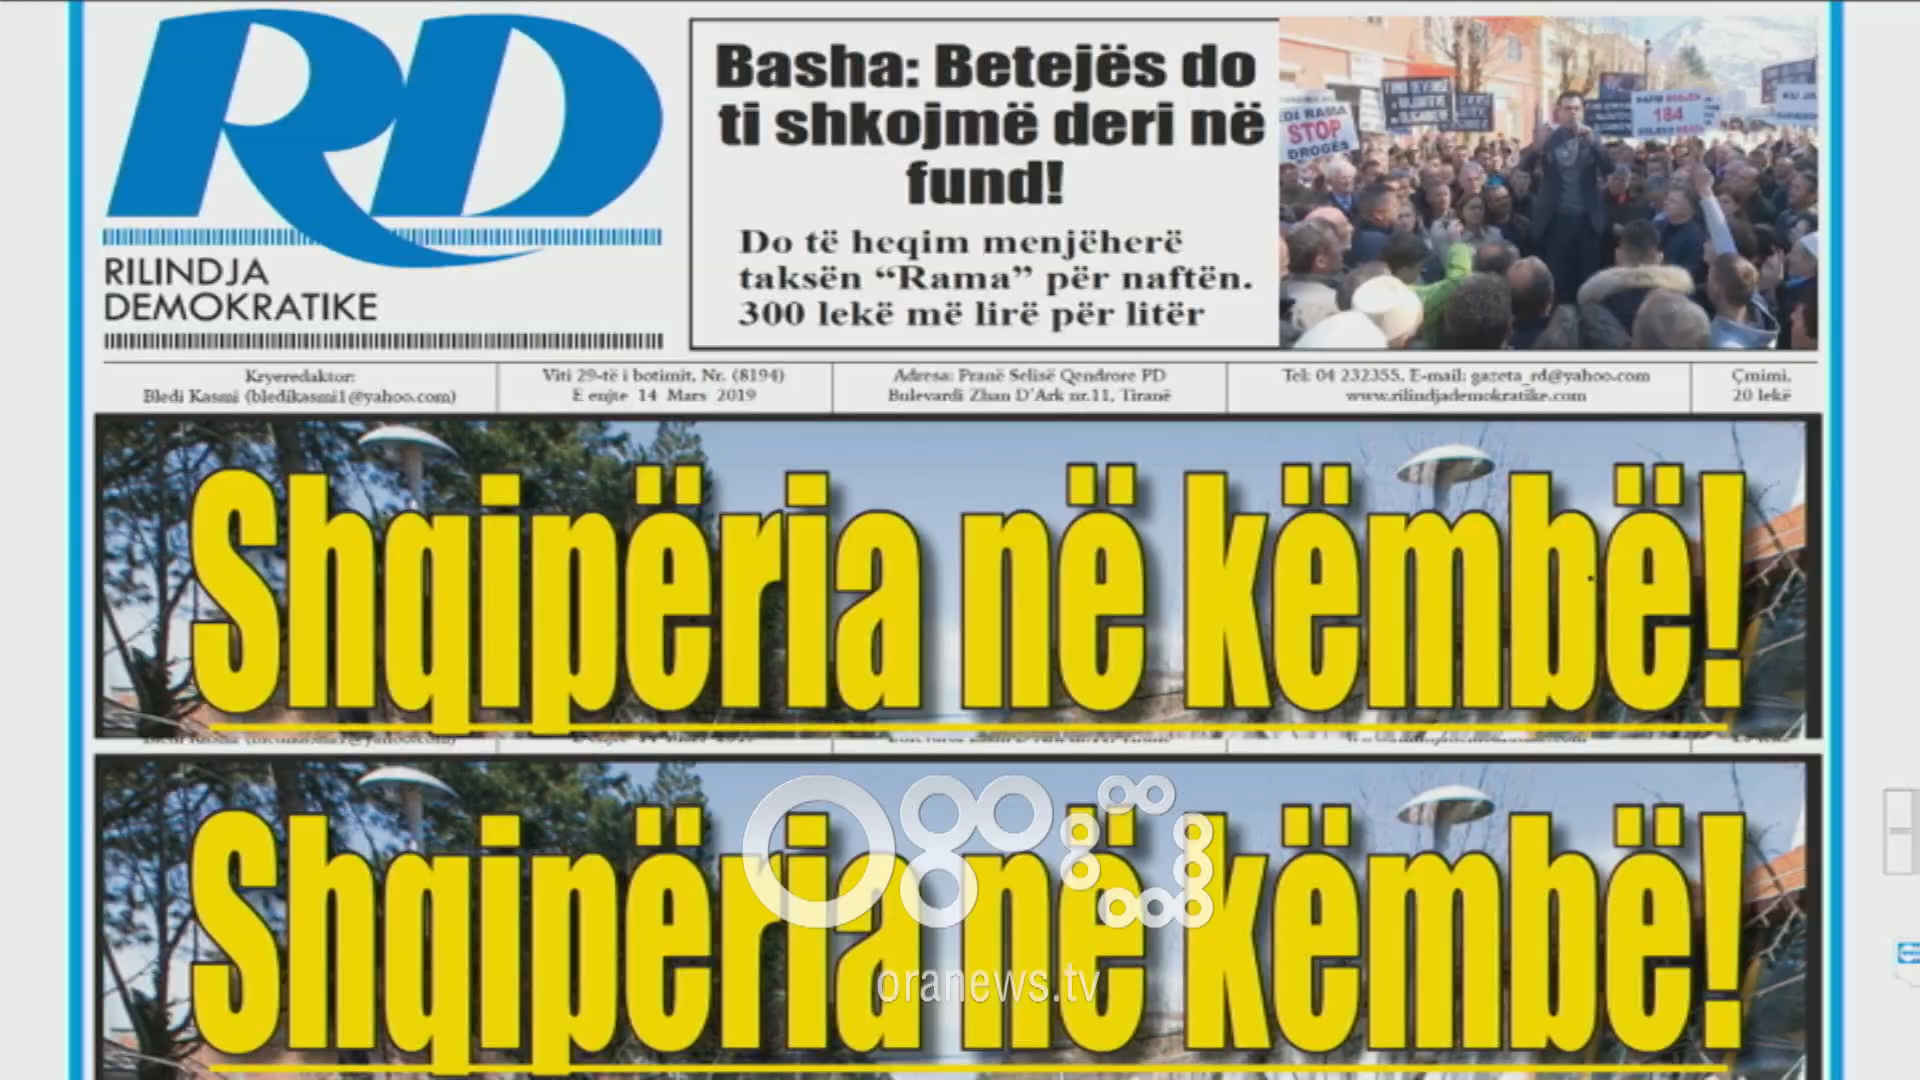 RD
RILINDJA
DEMOKRATIKE
Basha: Betejës do
ti shkojmë deri në
fund!
Do të heqim menjëherë
taksën “Rama” për naftën.
300 lekë më lirë për litër
EDI RAMA
STOP
DROGËS
184
Kryeredaktor:
Bledi Kasmi (bledikasmi1@yahoo.com)
Viti 29-të i botimit, Nr. (8194)
E enjte 14 Mars 2019
Adresa: Pranë Selisë Qendrore PD
Bulevardi Zhan D'Ark nr.11, Tiranë
Tel: 04 232355, E-mail: gazeta_rd@yahoo.com
www.rilindjademokratike.com
Çmimi.
20 lekë
Shqipëria në këmbë!
Shqipëria në këmbë!
oranews.tv